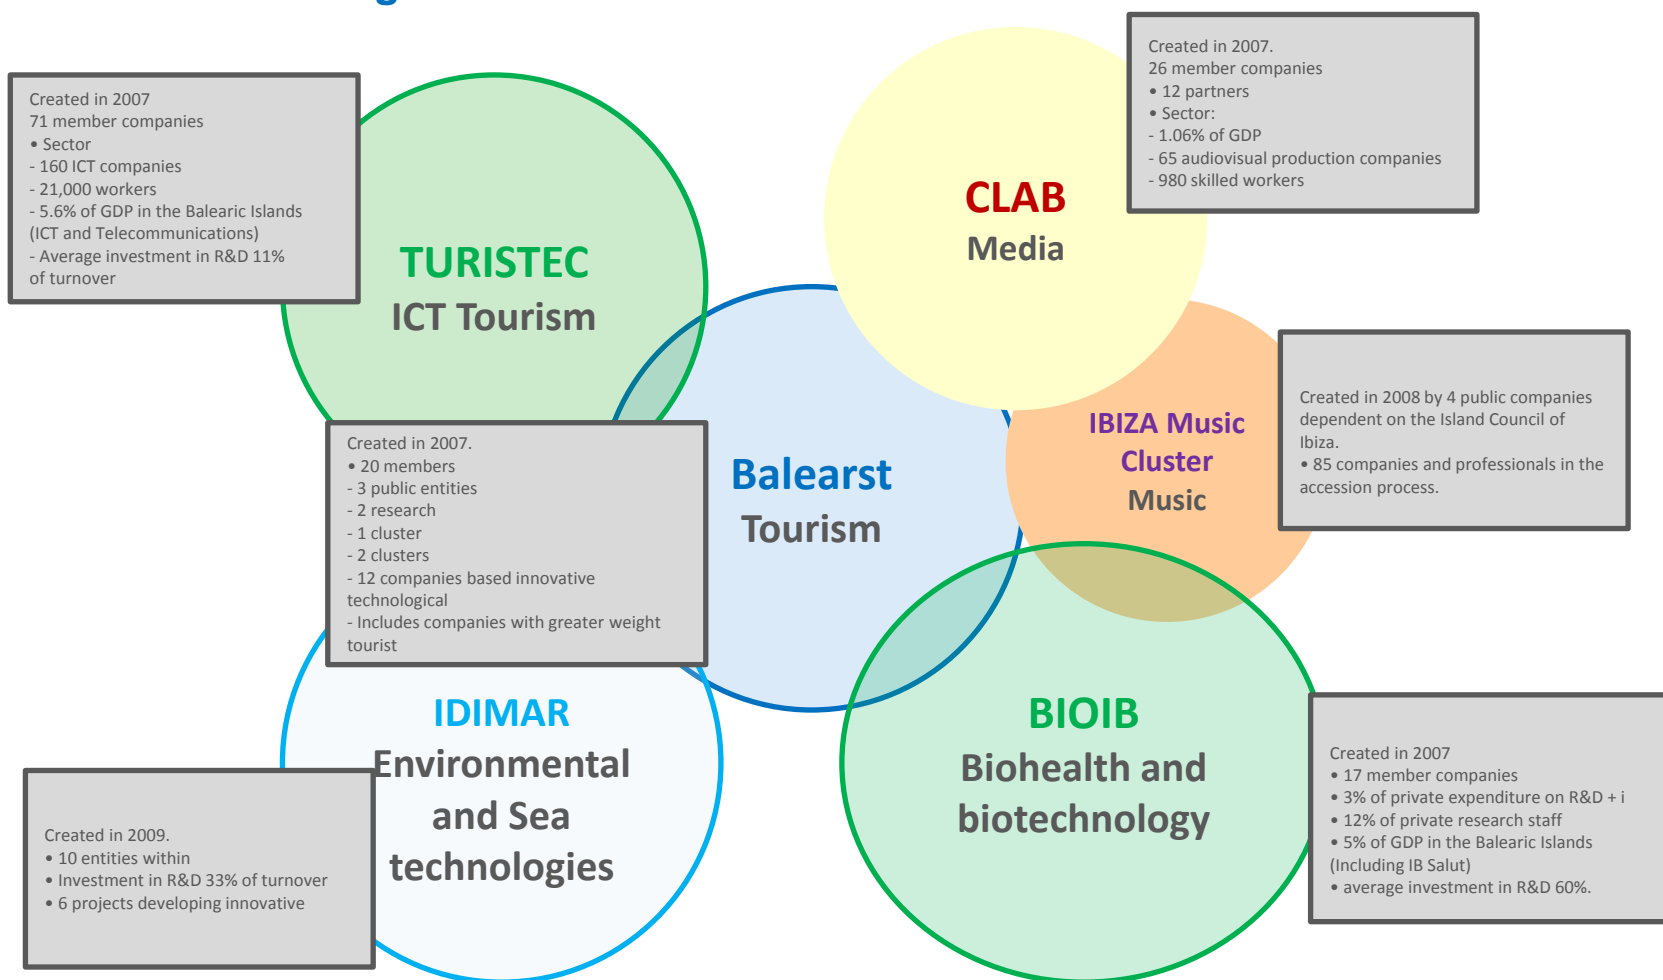 g
Created in 2007
71 member companies
• Sector
- 160 ICT companies
- 21,000 workers
- 5.6% of GDP in the Balearic Islands
(ICT and Telecommunications)
- Average investment in R&D 11%
of turnover
TURISTEC
ICT Tourism
CLAB
Media
Created in 2007.
26 member companies
• 12 partners
• Sector:
- 1.06% of GDP
- 65 audiovisual production companies
- 980 skilled workers
Created in 2007.
• 20 members
- 3 public entities
- 2 research
- 1 cluster
- 2 clusters
- 12 companies based innovative
technological
- Includes companies with greater weight
tourist
Balearst
Tourism
IBIZA Music
Cluster
Music
Created in 2008 by 4 public companies
dependent on the Island Council of
Ibiza.
• 85 companies and professionals in the
accession process.
IDIMAR
Environmental
and Sea
technologies
Created in 2009.
• 10 entities within
• Investment in R&D 33% of turnover
• 6 projects developing innovative
BIOIB
Biohealth and
biotechnology
Created in 2007
• 17 member companies
• 3% of private expenditure on R&D + i
• 12% of private research staff
• 5% of GDP in the Balearic Islands
(Including IB Salut)
• average investment in R&D 60%.